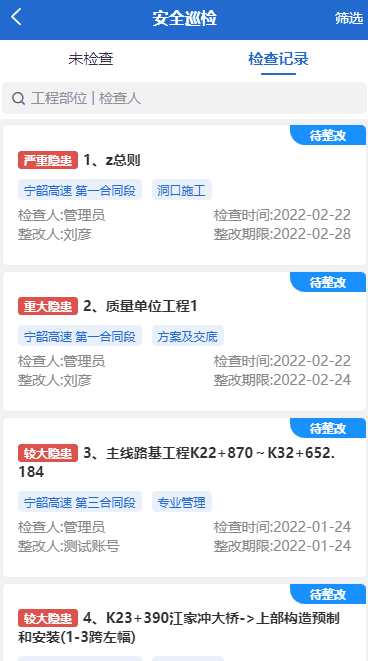 安全巡检
筛选
未检查
检查记录
工程部位 | 检查人
待整改
严重隐患 1、z总则
宁韶高速 第一合同段 洞口施工
检查人:管理员 检查时间:2022-02-22
整改人:刘彦 整改期限:2022-02-28
待整改
重大隐患 2、质量单位工程1
宁韶高速 第一合同段 方案及交底
检查人:管理员 检查时间:2022-02-22
整改人:刘彦 整改期限:2022-02-24
待整改
较大隐患 3、主线路基工程K22+870～K32+652.
184
宁韶高速 第三合同段 专业管理
检查人:管理员 检查时间:2022-01-24
整改人:测试账号 整改期限:2022-01-24
待整改
较大隐患 4、K23+390江家冲大桥->上部构造预制
和安装(1-3跨左幅)